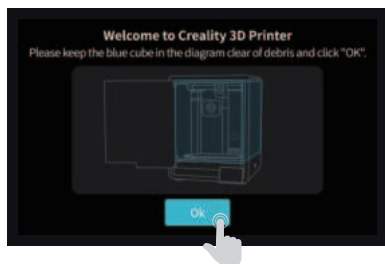 Welcome to Creality 3D Printer
Please keep the blue cube in the diagram clear of debris and click "OK".
Ok